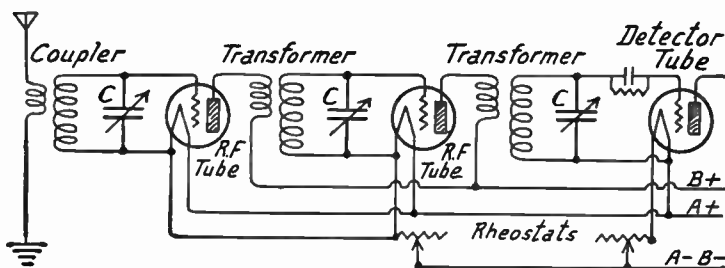 Coupler
Transformer
Transformer
Detector
Tube
C
C
C
R.F.
Tube
R.F
Tube
B+
A+
Rheostats
A-B-